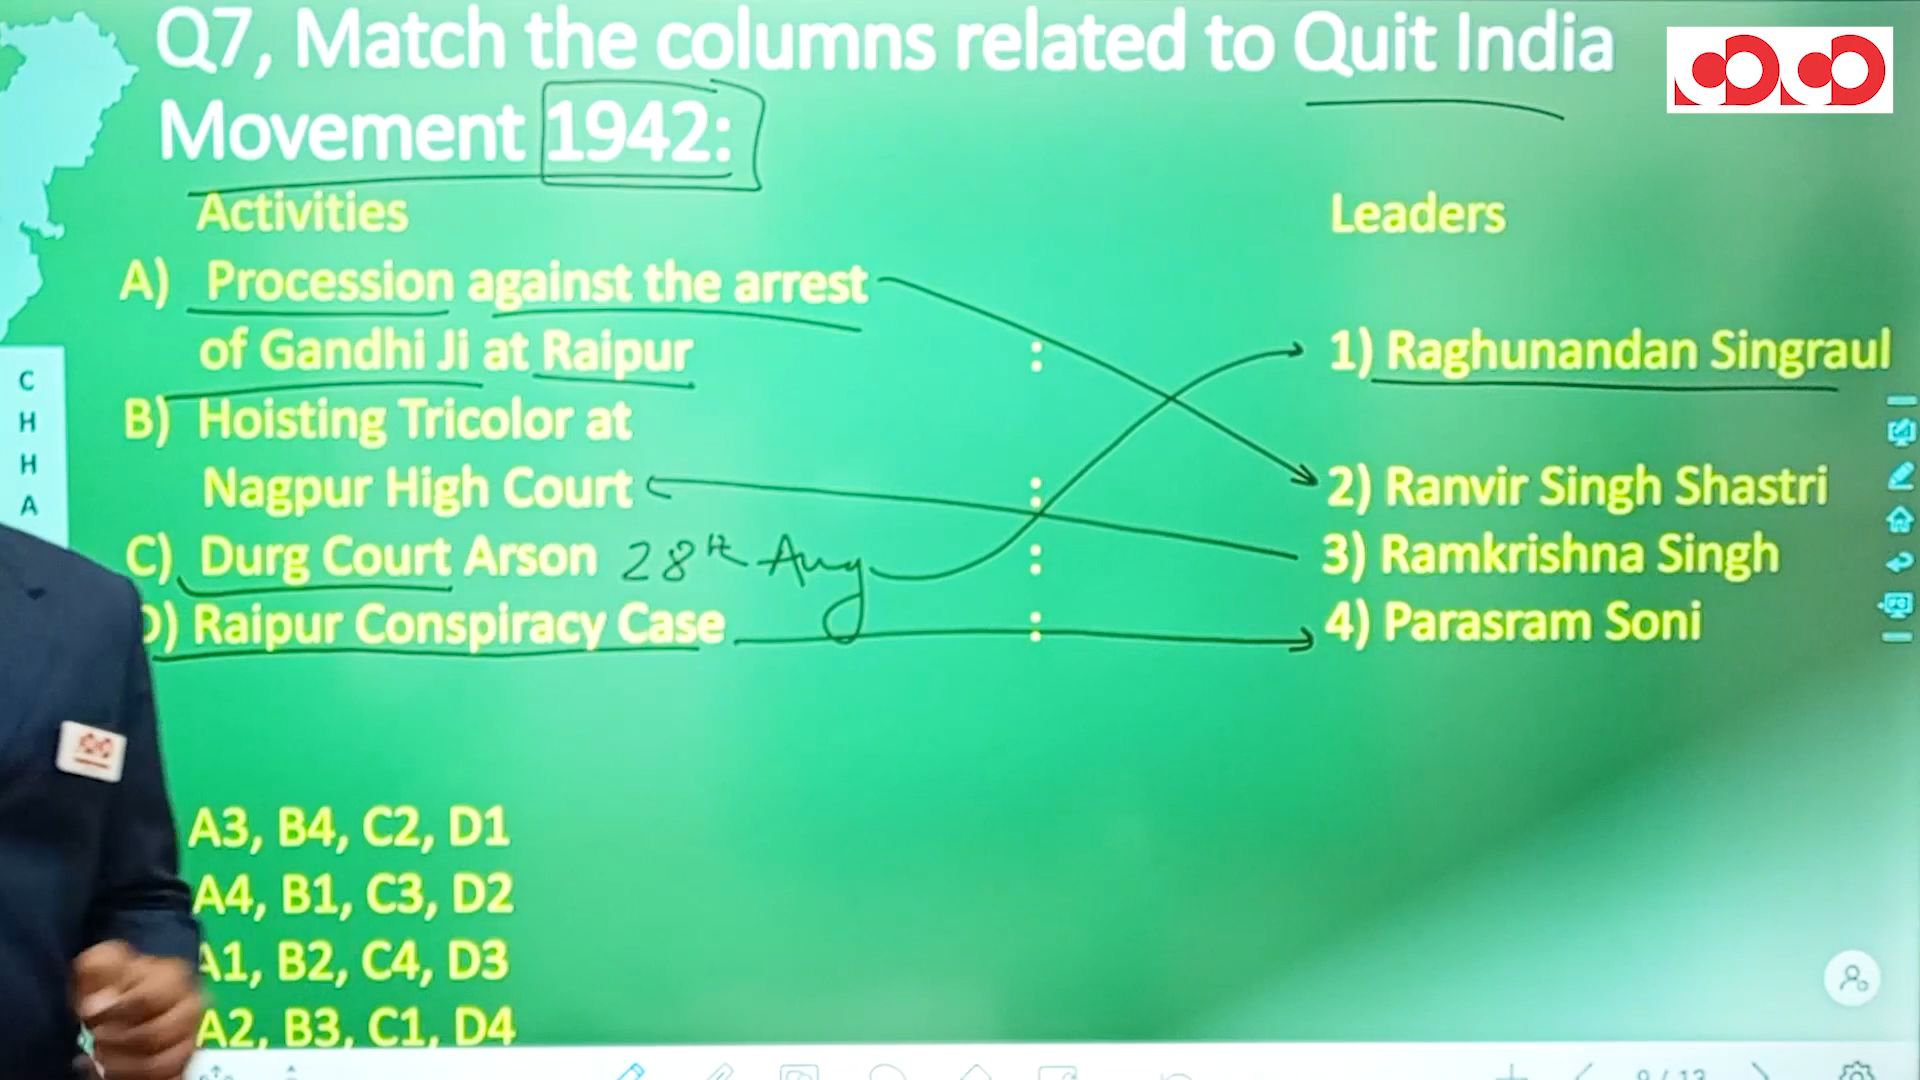 Q7, Match the columns related to Quit India
Movement 1942:
Activities
Leaders
A) Procession against the arrest
of Gandhi Ji at Raipur : 1) Raghunandan Singraul
B) Hoisting Tricolor at
Nagpur High Court : 2) Ranvir Singh Shastri
C) Durg Court Arson 28th Aug : 3) Ramkrishna Singh
D) Raipur Conspiracy Case : 4) Parasram Soni
C
H
H
A
A3, B4, C2, D1
A4, B1, C3, D2
A1, B2, C4, D3
A2, B3, C1, D4
9 / 13